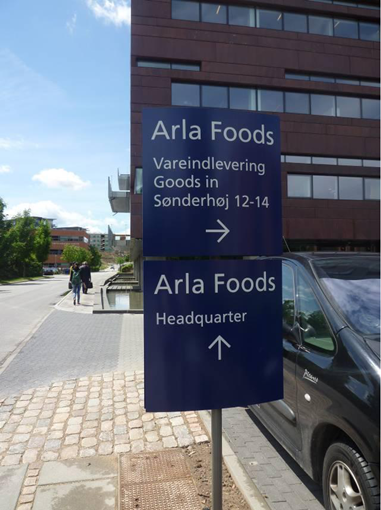 Arla Foods
Vareindlevering
Goods in
Sønderhøj 12-14
→
Arla Foods
Headquarter
↑